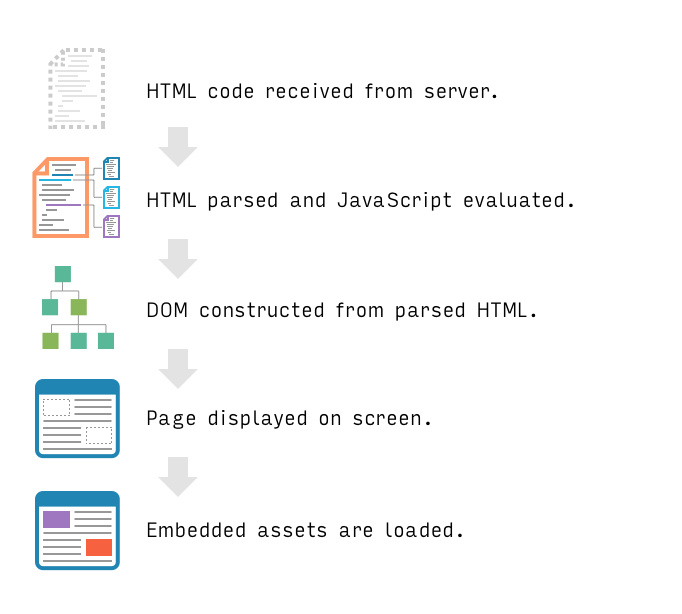 HTML code received from server.
HTML parsed and JavaScript evaluated.
DOM constructed from parsed HTML.
Page displayed on screen.
Embedded assets are loaded.